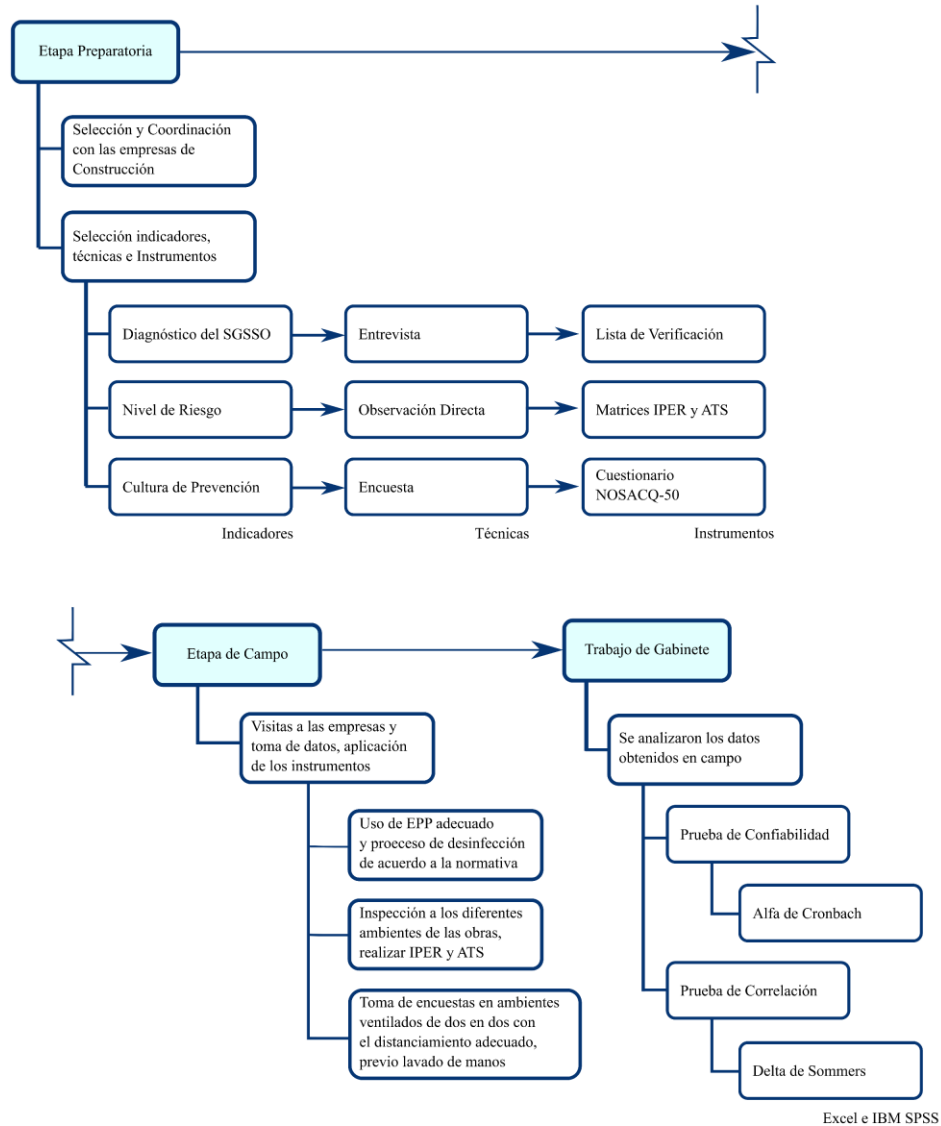 Etapa Preparatoria
Selección y Coordinación
con las empresas de
Construcción
Selección indicadores,
técnicas e Instrumentos
Diagnóstico del SGSSO
Entrevista
Lista de Verificación
Nivel de Riesgo
Observación Directa
Matrices IPER y ATS
Cultura de Prevención
Encuesta
Cuestionario
NOSACQ-50
Indicadores
Técnicas
Instrumentos
Etapa de Campo
Visitas a las empresas y
toma de datos, aplicación
de los instrumentos
Uso de EPP adecuado
y proeceso de desinfección
de acuerdo a la normativa
Inspección a los diferentes
ambientes de las obras,
realizar IPER y ATS
Toma de encuestas en ambientes
ventilados de dos en dos con
el distanciamiento adecuado,
previo lavado de manos
Trabajo de Gabinete
Se analizaron los datos
obtenidos en campo
Prueba de Confiabilidad
Alfa de Cronbach
Prueba de Correlación
Delta de Sommers
Excel e IBM SPSS